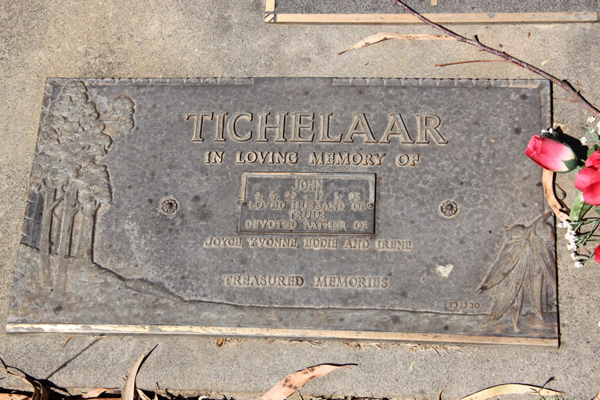 TICHELAAR
IN LOVING MEMORY OF
JOHN
LOVED HUSBAND OF
DEVOTED FATHER OF
JOYCE, YVONNE, EDDIE AND IRENE
TREASURED MEMORIES